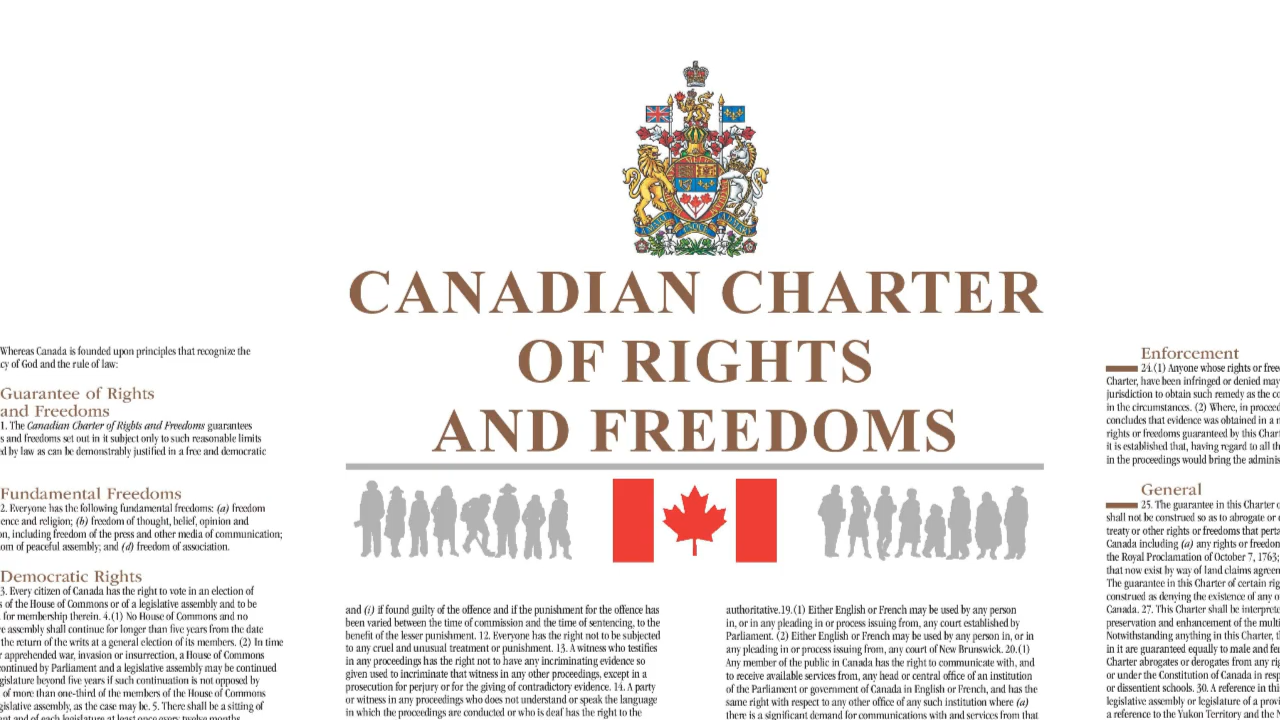 CANADIAN CHARTER
OF RIGHTS
AND FREEDOMS
Whereas Canada is founded upon principles that recognize the
cy of God and the rule of law:
Guarantee of Rights
and Freedoms
1. The Canadian Charter of Rights and Freedoms guarantees
s and freedoms set out in it subject only to such reasonable limits
d by law as can be demonstrably justified in a free and democratic
Fundamental Freedoms
2. Everyone has the following fundamental freedoms: (a) freedom
ence and religion; (b) freedom of thought, belief, opinion and
n, including freedom of the press and other media of communication;
om of peaceful assembly; and (d) freedom of association.
Democratic Rights
3. Every citizen of Canada has the right to vote in an election of
s of the House of Commons or of a legislative assembly and to be
for membership therein. 4.(1) No House of Commons and no
e assembly shall continue for longer than five years from the date
the return of the writs at a general election of its members. (2) In time
r apprehended war, invasion or insurrection, a House of Commons
continued by Parliament and a legislative assembly may be continued
gislature beyond five years if such continuation is not opposed by
of more than one-third of the members of the House of Commons
gislative assembly, as the case may be. 5. There shall be a sitting of
nt and of each legislature at least once every twelve months
and (i) if found guilty of the offence and if the punishment for the offence has
been varied between the time of commission and the time of sentencing, to the
benefit of the lesser punishment. 12. Everyone has the right not to be subjected
to any cruel and unusual treatment or punishment. 13. A witness who testifies
in any proceedings has the right not to have any incriminating evidence so
given used to incriminate that witness in any other proceedings, except in a
prosecution for perjury or for the giving of contradictory evidence. 14. A party
or witness in any proceedings who does not understand or speak the language
in which the proceedings are conducted or who is deaf has the right to the
authoritative.19.(1) Either English or French may be used by any person
in, or in any pleading in or process issuing from, any court established by
Parliament. (2) Either English or French may be used by any person in, or in
any pleading in or process issuing from, any court of New Brunswick. 20.(1)
Any member of the public in Canada has the right to communicate with, and
to receive available services from, any head or central office of an institution
of the Parliament or government of Canada in English or French, and has the
same right with respect to any other office of any such institution where (a)
there is a significant demand for communications with and services from that
Enforcement
24.(1) Anyone whose rights or free
Charter, have been infringed or denied may
jurisdiction to obtain such remedy as the co
in the circumstances. (2) Where, in proceed
concludes that evidence was obtained in a m
rights or freedoms guaranteed by this Char
it is established that, having regard to all th
in the proceedings would bring the adminis
General
25. The guarantee in this Charter o
shall not be construed so as to abrogate or
treaty or other rights or freedoms that perta
Canada including (a) any rights or freedom
the Royal Proclamation of October 7, 1763;
that now exist by way of land claims agreem
The guarantee in this Charter of certain rig
construed as denying the existence of any o
Canada. 27. This Charter shall be interprete
preservation and enhancement of the multi
Notwithstanding anything in this Charter, t
in it are guaranteed equally to male and fe
Charter abrogates or derogates from any ri
or under the Constitution of Canada in resp
or dissentient schools. 30. A reference in thi
legislative assembly or legislature of a provi
a reference to the Yukon Territory and the N